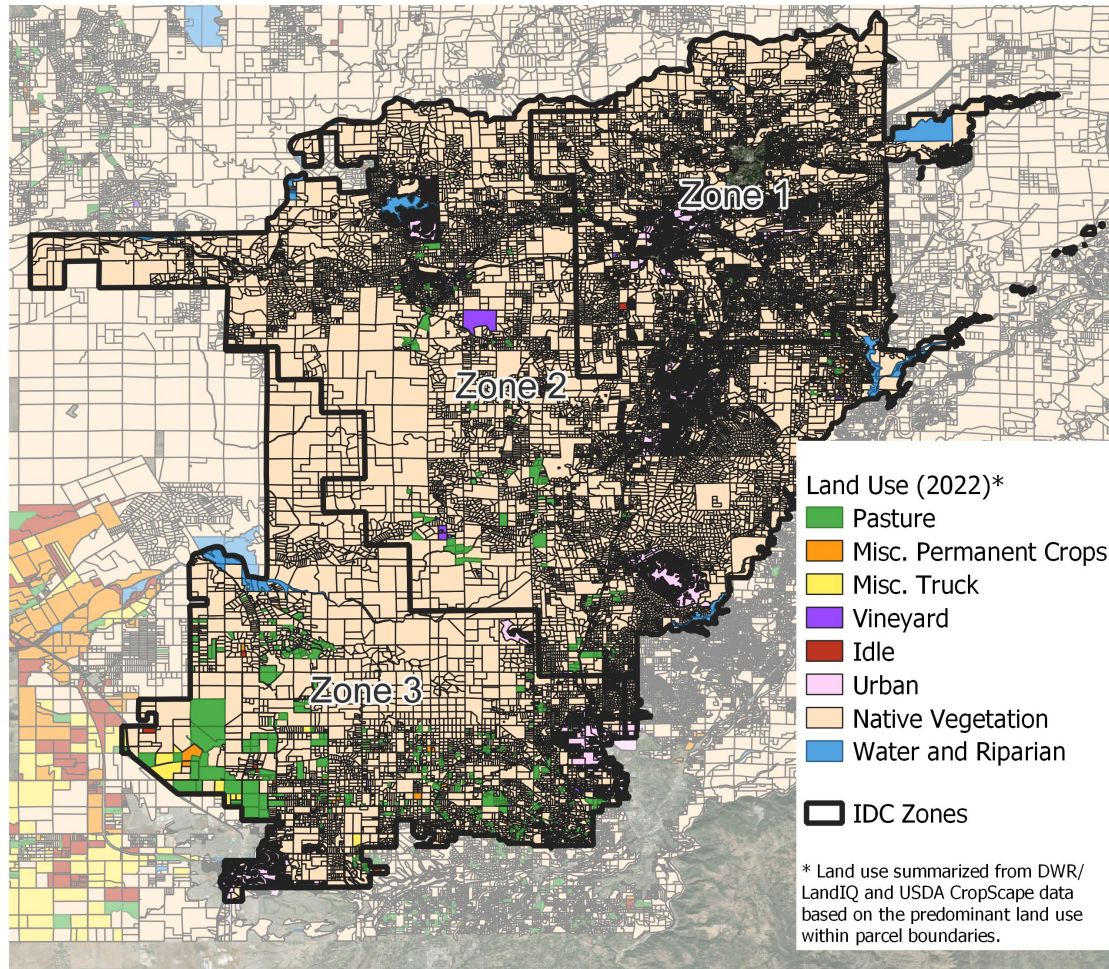 Zone 1
Zone 2
Zone 3
Land Use (2022)*
Pasture
Misc. Permanent Crops
Misc. Truck
Vineyard
Idle
Urban
Native Vegetation
Water and Riparian
IDC Zones
* Land use summarized from DWR/
LandIQ and USDA CropScape data
based on the predominant land use
within parcel boundaries.